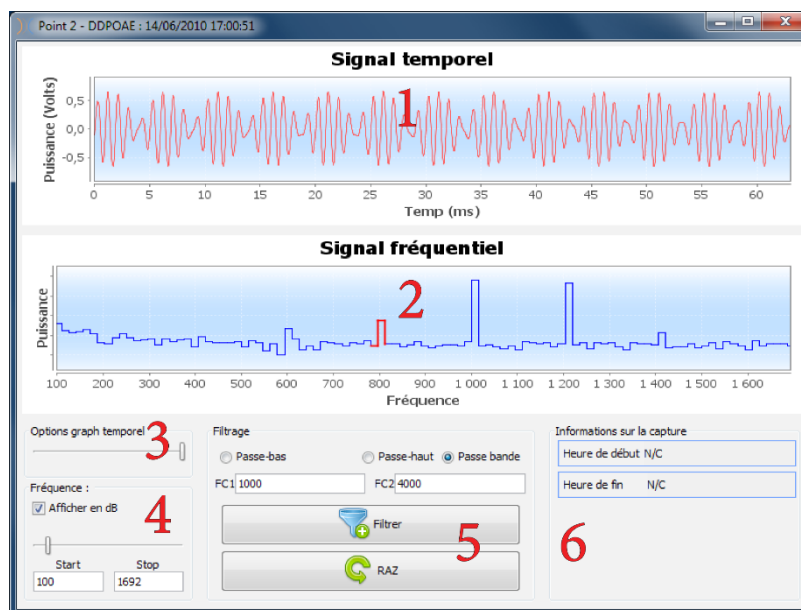 Point 2 - DDPOAE : 14/06/2010 17:00:51
Signal temporel
1
Puissance (Volts)
0,5
0,0
-0,5
0 5 10 15 20 25 30 35 40 45 50 55 60
Temp (ms)
Signal fréquentiel
2
Puissance
100 200 300 400 500 600 700 800 900 1 000 1 100 1 200 1 300 1 400 1 500 1 600
Fréquence
Options graph temporel
3
Fréquence :
Afficher en dB
4
Start Stop
100 1692
Filtrage
Passe-bas Passe-haut Passe bande
FC1 1000 FC2 4000
Filtrer
5
RAZ
Informations sur la capture
Heure de début N/C
Heure de fin N/C
6